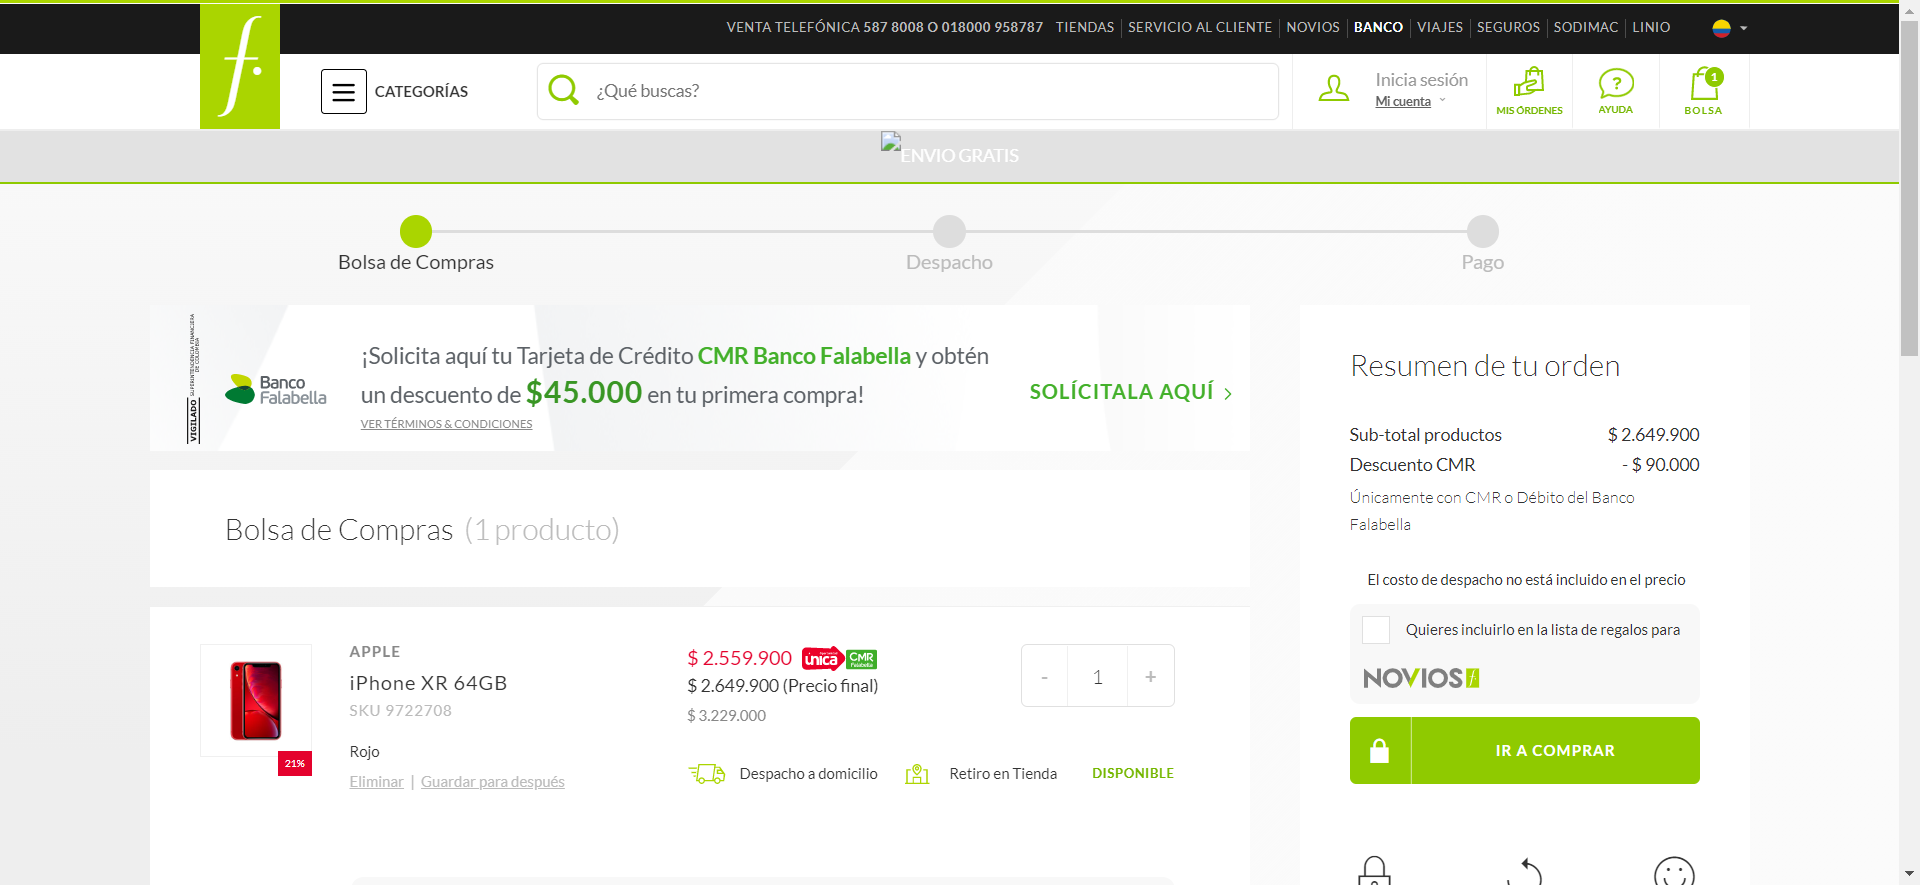 VENTA TELEFÓNICA 587 8008 O 018000 958787 TIENDAS SERVICIO AL CLIENTE NOVIOS BANCO VIAJES SEGUROS SODIMAC LINIO
f.
CATEGORÍAS
¿Qué buscas?
Inicia sesión
Mi cuenta
MIS ÓRDENES
AYUDA
1
BOLSA
ENVIO GRATIS
Bolsa de Compras
Despacho
Pago
VIGILADO SUPERINTENDENCIA FINANCIERA DE COLOMBIA
Banco
Falabella
¡Solicita aquí tu Tarjeta de Crédito CMR Banco Falabella y obtén
un descuento de $45.000 en tu primera compra!
VER TÉRMINOS & CONDICIONES
SOLÍCITALA AQUÍ
Bolsa de Compras (1 producto)
21%
APPLE
iPhone XR 64GB
SKU 9722708
Rojo
Eliminar | Guardar para después
$ 2.559.900 única CMR Falabella
$ 2.649.900 (Precio final)
$ 3.229.000
- 1 +
Despacho a domicilio
Retiro en Tienda
DISPONIBLE
Resumen de tu orden
Sub-total productos $ 2.649.900
Descuento CMR - $ 90.000
Únicamente con CMR o Débito del Banco
Falabella
El costo de despacho no está incluido en el precio
Quieres incluirlo en la lista de regalos para
NOVIOS f.
IR A COMPRAR